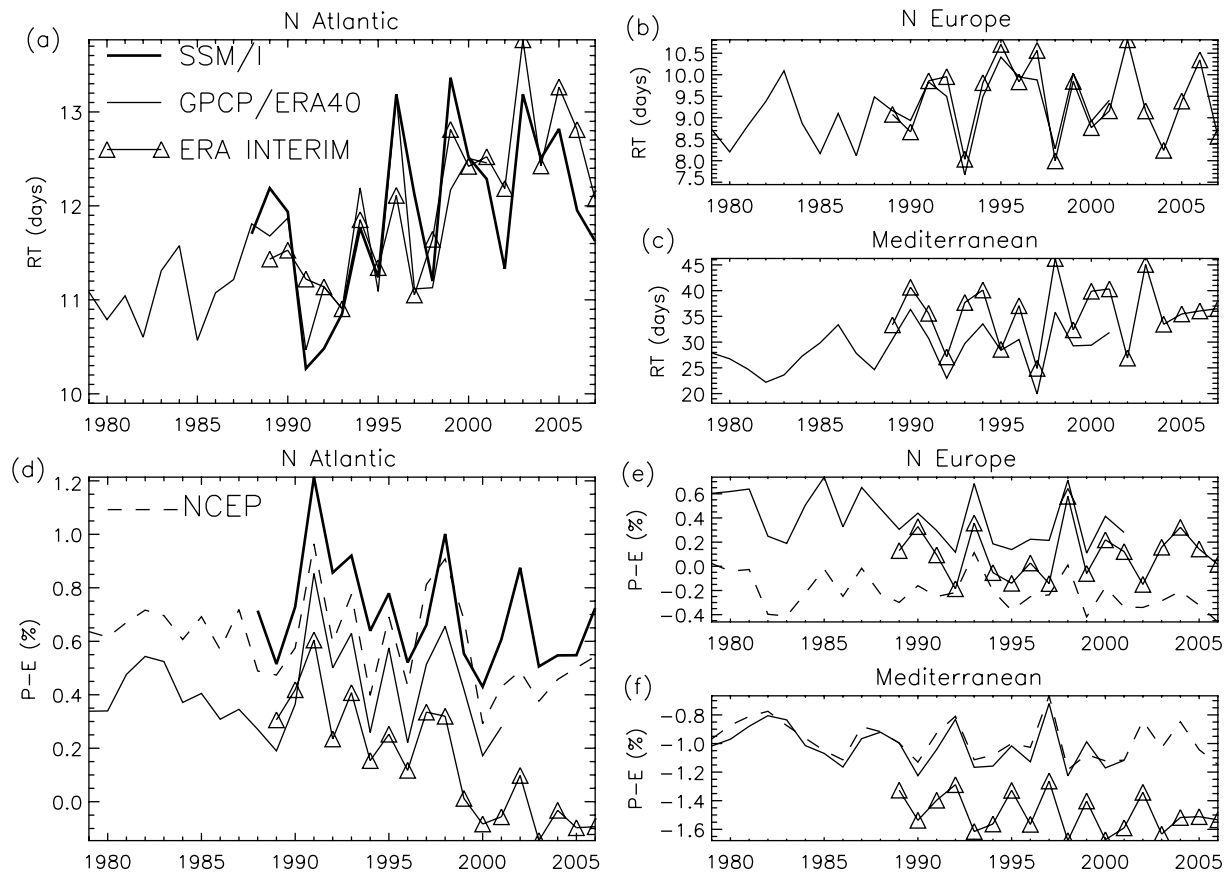 (a)
N Atlantic
SSM/I
GPCP/ERA40
ERA INTERIM
RT (days)
13
12
11
10
1980 1985 1990 1995 2000 2005
(b)
N Europe
RT (days)
10.5
10.0
9.5
9.0
8.5
8.0
7.5
1980 1985 1990 1995 2000 2005
(c)
Mediterranean
RT (days)
45
40
35
30
25
20
1980 1985 1990 1995 2000 2005
(d)
N Atlantic
NCEP
P-E (%)
1.2
1.0
0.8
0.6
0.4
0.2
0.0
1980 1985 1990 1995 2000 2005
(e)
N Europe
P-E (%)
0.6
0.4
0.2
0.0
-0.2
-0.4
1980 1985 1990 1995 2000 2005
(f)
Mediterranean
P-E (%)
-0.8
-1.0
-1.2
-1.4
-1.6
1980 1985 1990 1995 2000 2005